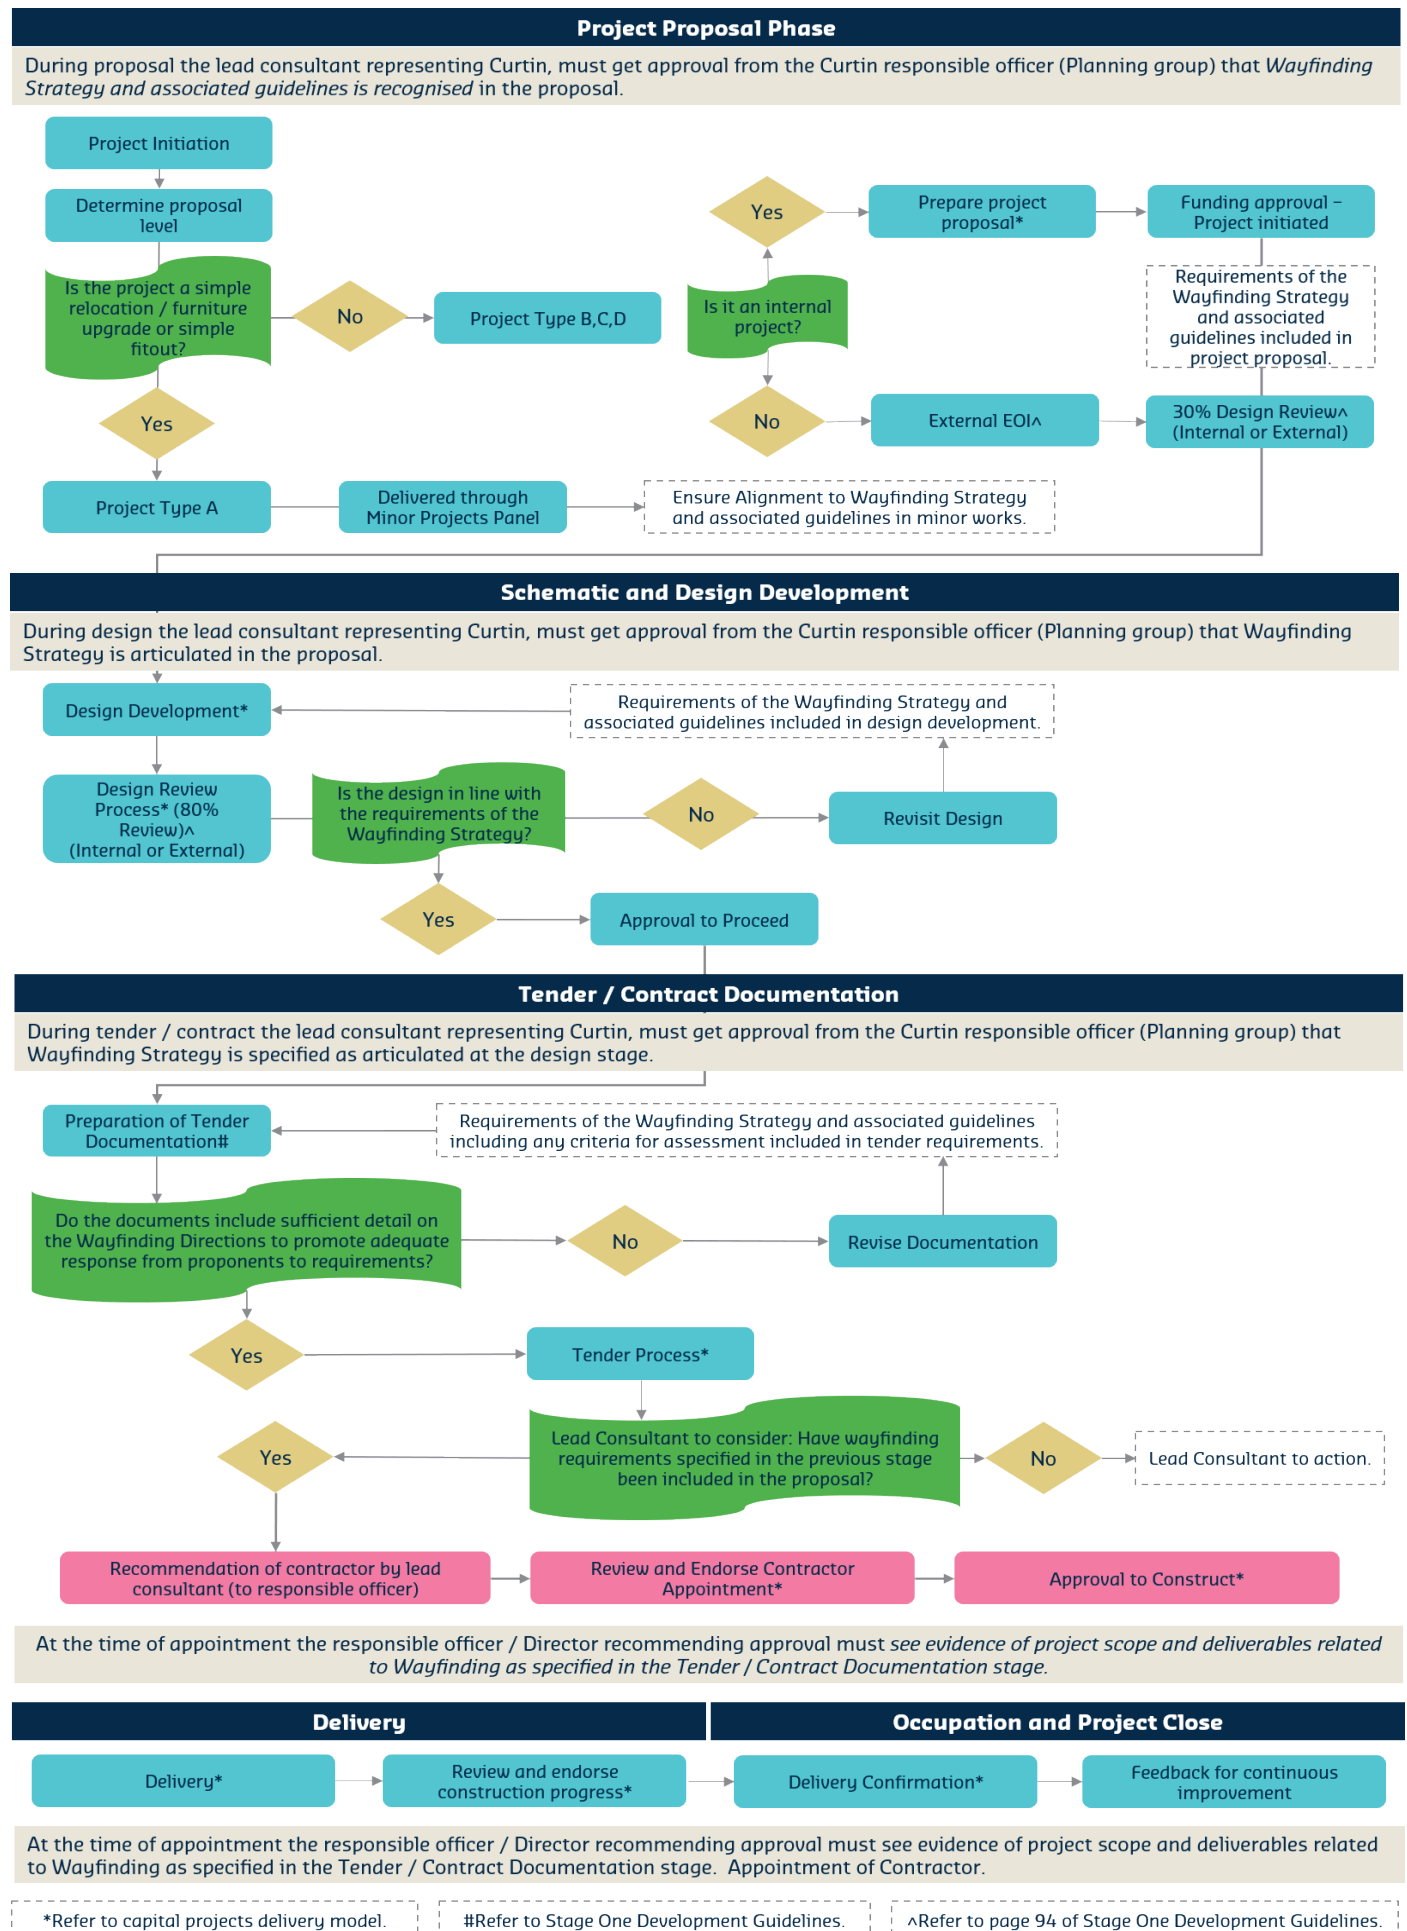 Project Proposal Phase
During proposal the lead consultant representing Curtin, must get approval from the Curtin responsible officer (Planning group) that Wayfinding
Strategy and associated guidelines is recognised in the proposal.
Project Initiation
Determine proposal
level
Is the project a simple
relocation / furniture
upgrade or simple
fitout?
No
Project Type B,C,D
Yes
Project Type A
Delivered through
Minor Projects Panel
Ensure Alignment to Wayfinding Strategy
and associated guidelines in minor works.
Is it an internal
project?
Yes
Prepare project
proposal*
Funding approval –
Project initiated
Requirements of the
Wayfinding Strategy
and associated
guidelines included in
project proposal.
No
External EOI^
30% Design Review^
(Internal or External)
Schematic and Design Development
During design the lead consultant representing Curtin, must get approval from the Curtin responsible officer (Planning group) that Wayfinding
Strategy is articulated in the proposal.
Design Development*
Requirements of the Wayfinding Strategy and
associated guidelines included in design development.
Design Review
Process* (80%
Review)^
(Internal or External)
Is the design in line with
the requirements of the
Wayfinding Strategy?
No
Revisit Design
Yes
Approval to Proceed
Tender / Contract Documentation
During tender / contract the lead consultant representing Curtin, must get approval from the Curtin responsible officer (Planning group) that
Wayfinding Strategy is specified as articulated at the design stage.
Preparation of Tender
Documentation#
Requirements of the Wayfinding Strategy and associated guidelines
including any criteria for assessment included in tender requirements.
Do the documents include sufficient detail on
the Wayfinding Directions to promote adequate
response from proponents to requirements?
No
Revise Documentation
Yes
Tender Process*
Yes
Lead Consultant to consider: Have wayfinding
requirements specified in the previous stage
been included in the proposal?
No
Lead Consultant to action.
Recommendation of contractor by lead
consultant (to responsible officer)
Review and Endorse Contractor
Appointment*
Approval to Construct*
At the time of appointment the responsible officer / Director recommending approval must see evidence of project scope and deliverables related
to Wayfinding as specified in the Tender / Contract Documentation stage.
Delivery
Occupation and Project Close
Delivery*
Review and endorse
construction progress*
Delivery Confirmation*
Feedback for continuous
improvement
At the time of appointment the responsible officer / Director recommending approval must see evidence of project scope and deliverables related
to Wayfinding as specified in the Tender / Contract Documentation stage.  Appointment of Contractor.
*Refer to capital projects delivery model.
#Refer to Stage One Development Guidelines.
^Refer to page 94 of Stage One Development Guidelines.